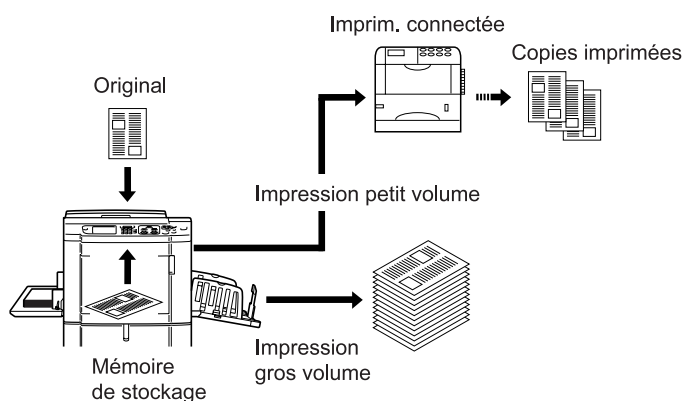 Imprim. connectée
Copies imprimées
Original
Impression petit volume
Impression
gros volume
Mémoire
de stockage